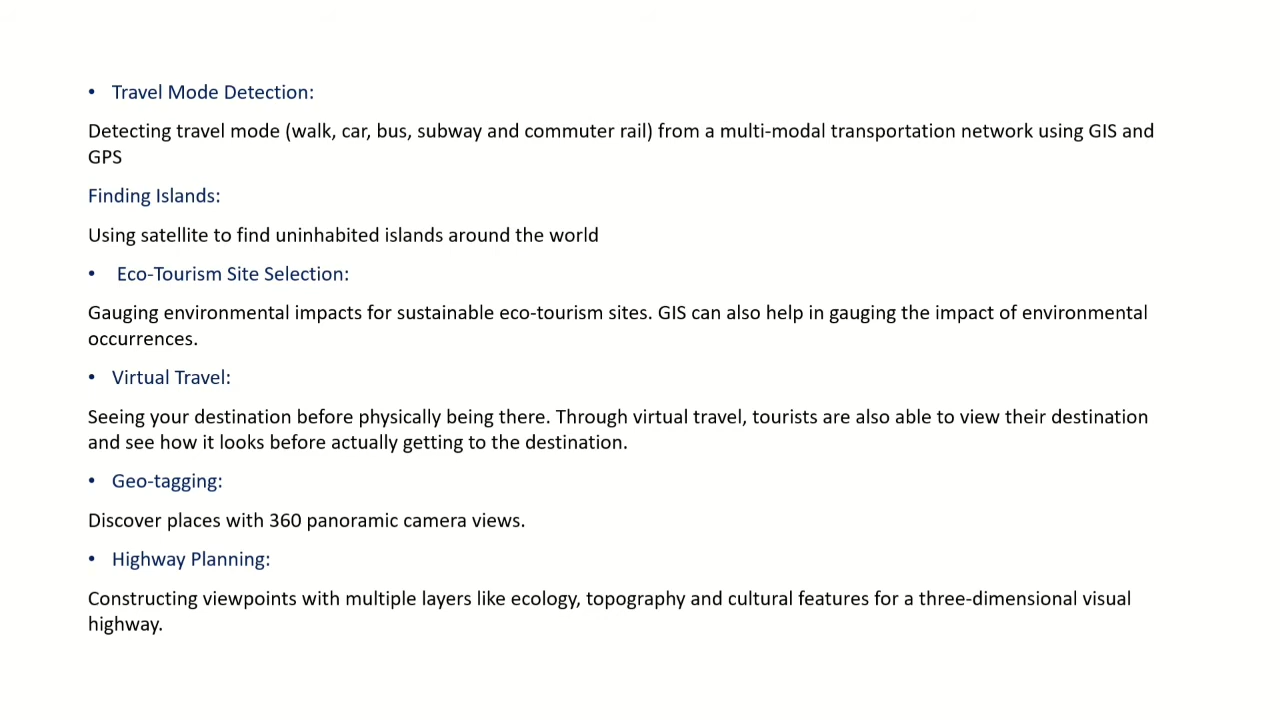 • Travel Mode Detection:
Detecting travel mode (walk, car, bus, subway and commuter rail) from a multi-modal transportation network using GIS and
GPS
Finding Islands:
Using satellite to find uninhabited islands around the world
• Eco-Tourism Site Selection:
Gauging environmental impacts for sustainable eco-tourism sites. GIS can also help in gauging the impact of environmental
occurrences.
• Virtual Travel:
Seeing your destination before physically being there. Through virtual travel, tourists are also able to view their destination
and see how it looks before actually getting to the destination.
• Geo-tagging:
Discover places with 360 panoramic camera views.
• Highway Planning:
Constructing viewpoints with multiple layers like ecology, topography and cultural features for a three-dimensional visual
highway.